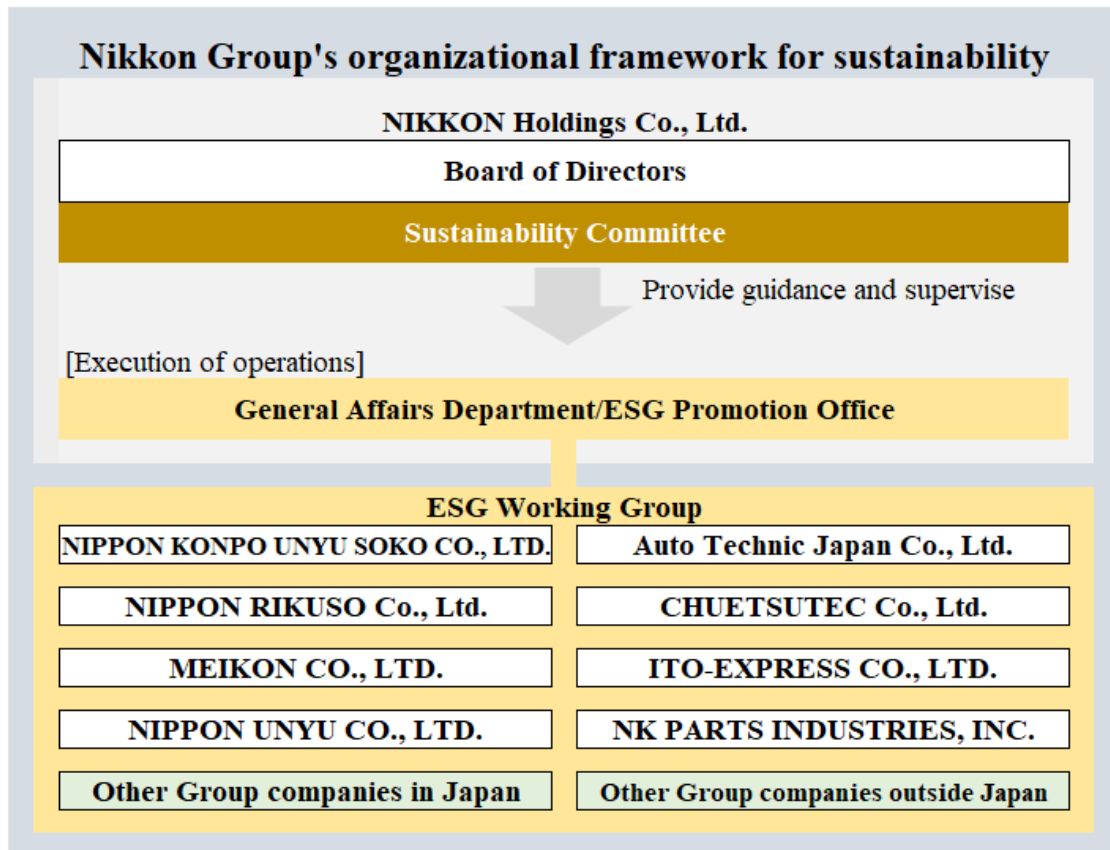 Nikkon Group's organizational framework for sustainability
NIKKON Holdings Co., Ltd.
Board of Directors
Sustainability Committee
Provide guidance and supervise
[Execution of operations]
General Affairs Department/ESG Promotion Office
ESG Working Group
NIPPON KONPO UNYU SOKO CO., LTD.
Auto Technic Japan Co., Ltd.
NIPPON RIKUSO Co., Ltd.
CHUETSUTEC Co., Ltd.
MEIKON CO., LTD.
ITO-EXPRESS CO., LTD.
NIPPON UNYU CO., LTD.
NK PARTS INDUSTRIES, INC.
Other Group companies in Japan
Other Group companies outside Japan